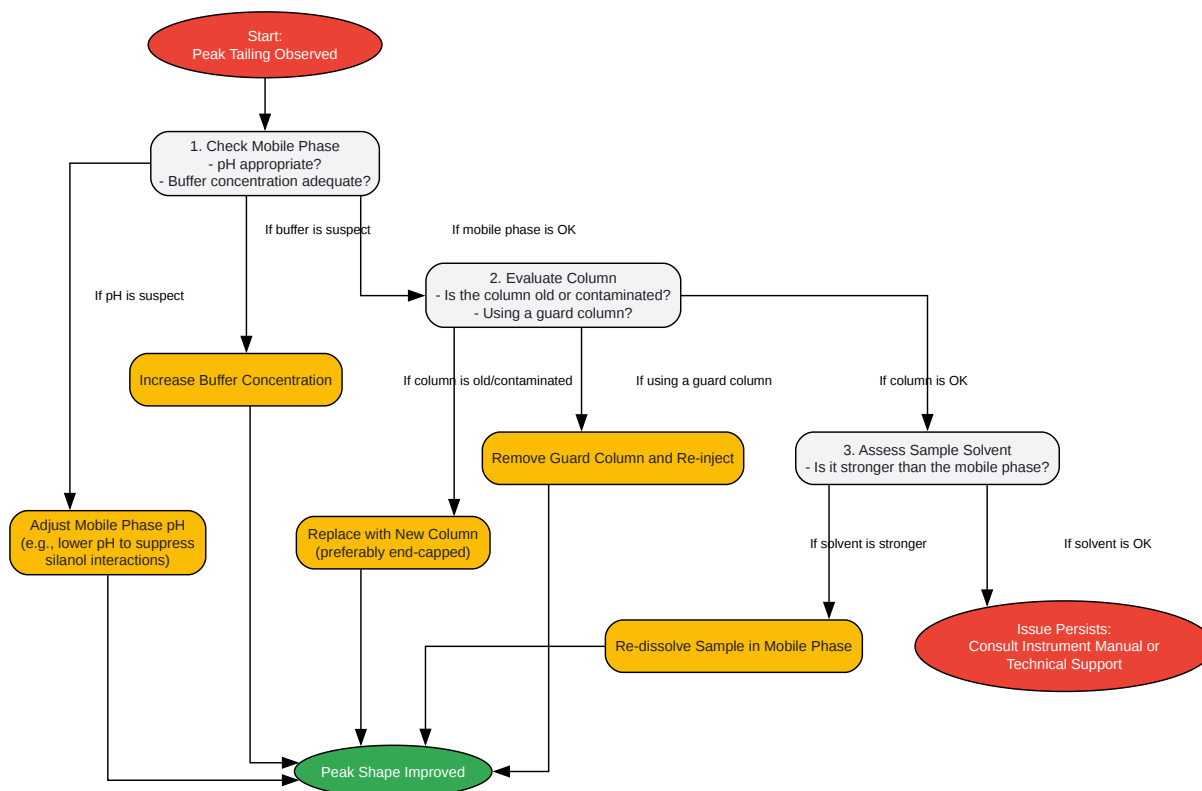 Start:
Peak Tailing Observed
1. Check Mobile Phase
- pH appropriate?
- Buffer concentration adequate?
If buffer is suspect
If mobile phase is OK
2. Evaluate Column
- Is the column old or contaminated?
- Using a guard column?
If pH is suspect
Increase Buffer Concentration
If column is old/contaminated
If using a guard column
If column is OK
Remove Guard Column and Re-inject
3. Assess Sample Solvent
- Is it stronger than the mobile phase?
Adjust Mobile Phase pH
(e.g., lower pH to suppress
silanol interactions)
Replace with New Column
(preferably end-capped)
If solvent is stronger
If solvent is OK
Re-dissolve Sample in Mobile Phase
Issue Persists:
Consult Instrument Manual or
Technical Support
Peak Shape Improved